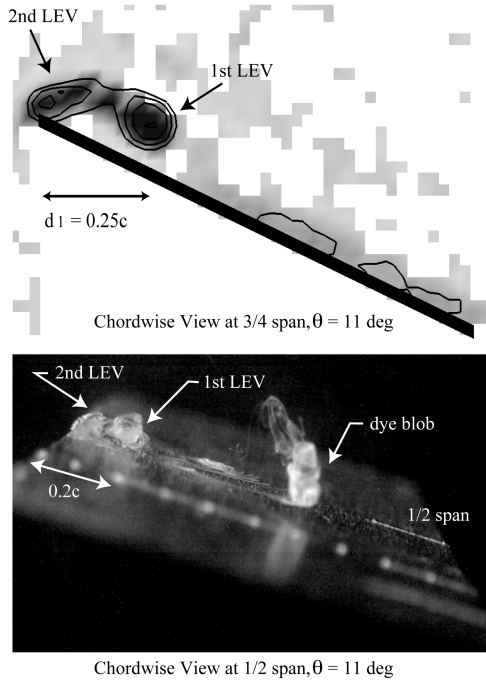 2nd LEV
1st LEV
d1 = 0.25c
Chordwise View at 3/4 span, θ = 11 deg
2nd LEV
1st LEV
dye blob
0.2c
1/2 span
Chordwise View at 1/2 span, θ = 11 deg